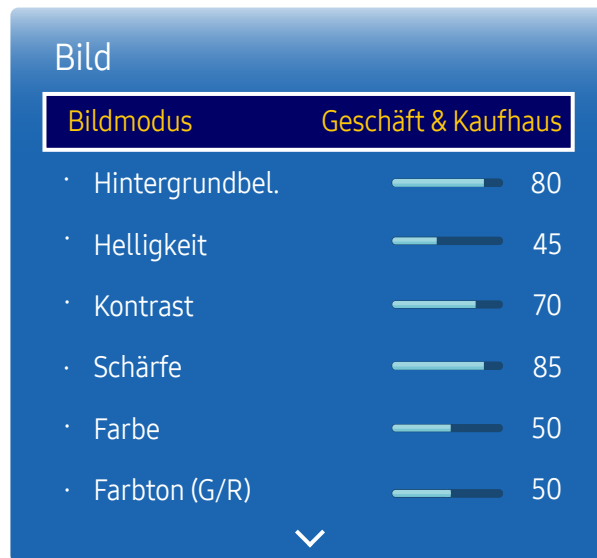 Bild
Bildmodus Geschäft & Kaufhaus
· Hintergrundbel. 80
· Helligkeit 45
· Kontrast 70
· Schärfe 85
· Farbe 50
· Farbton (G/R) 50